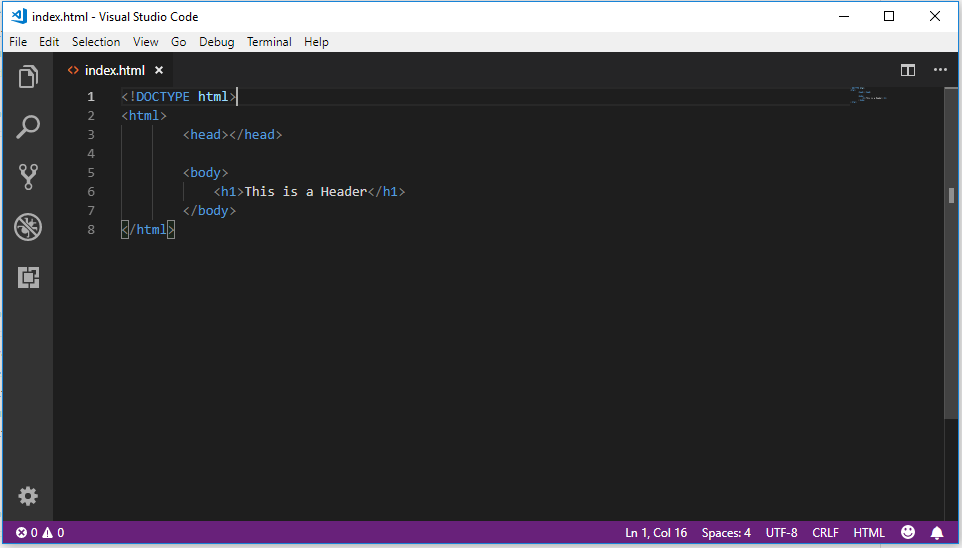 index.html - Visual Studio Code
File Edit Selection View Go Debug Terminal Help
<> index.html ×
1 <!DOCTYPE html>
2 <html>
3         <head></head>
4
5         <body>
6             <h1>This is a Header</h1>
7         </body>
8 </html>
0 0 Ln 1, Col 16 Spaces: 4 UTF-8 CRLF HTML